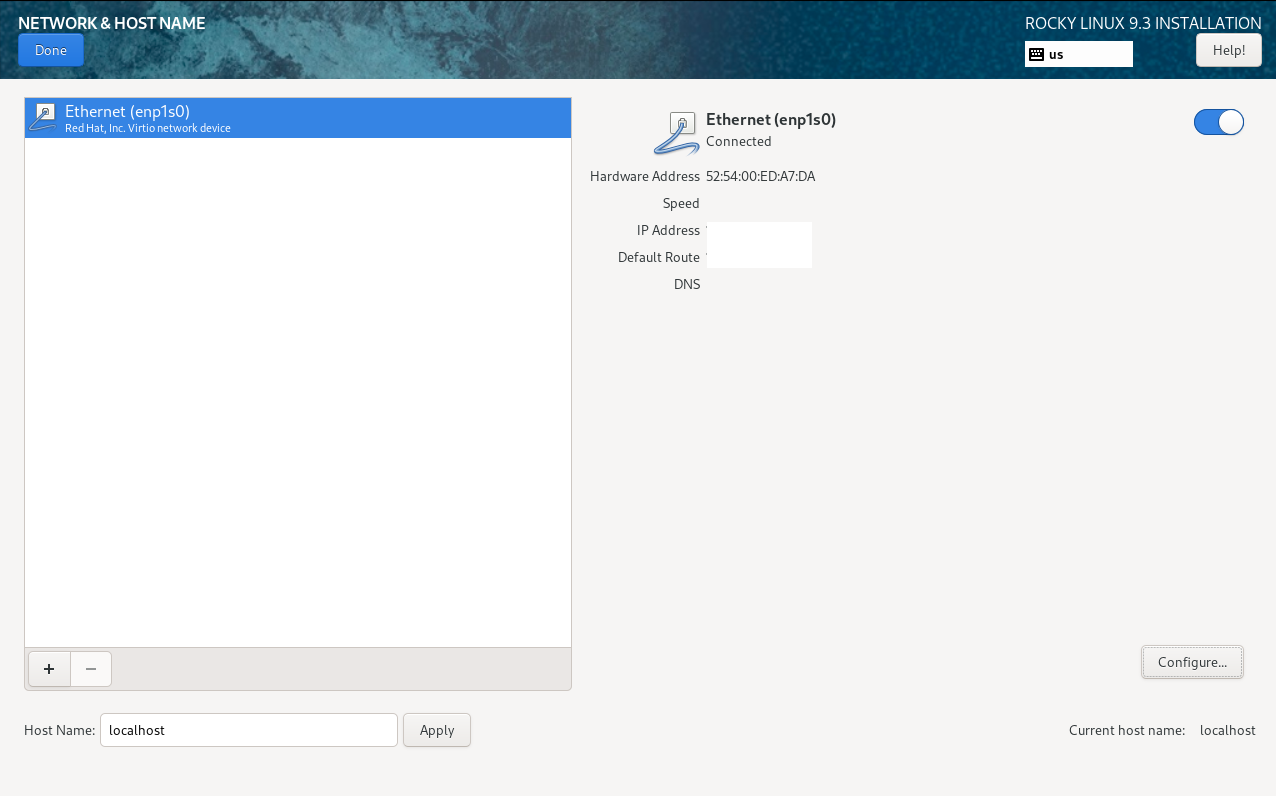 NETWORK & HOST NAME
ROCKY LINUX 9.3 INSTALLATION
Done
us
Help!
Ethernet (enp1s0)
Red Hat, Inc. Virtio network device
Ethernet (enp1s0)
Connected
Hardware Address 52:54:00:ED:A7:DA
Speed
IP Address
Default Route
DNS
+ −
Configure...
Host Name: localhost Apply
Current host name: localhost